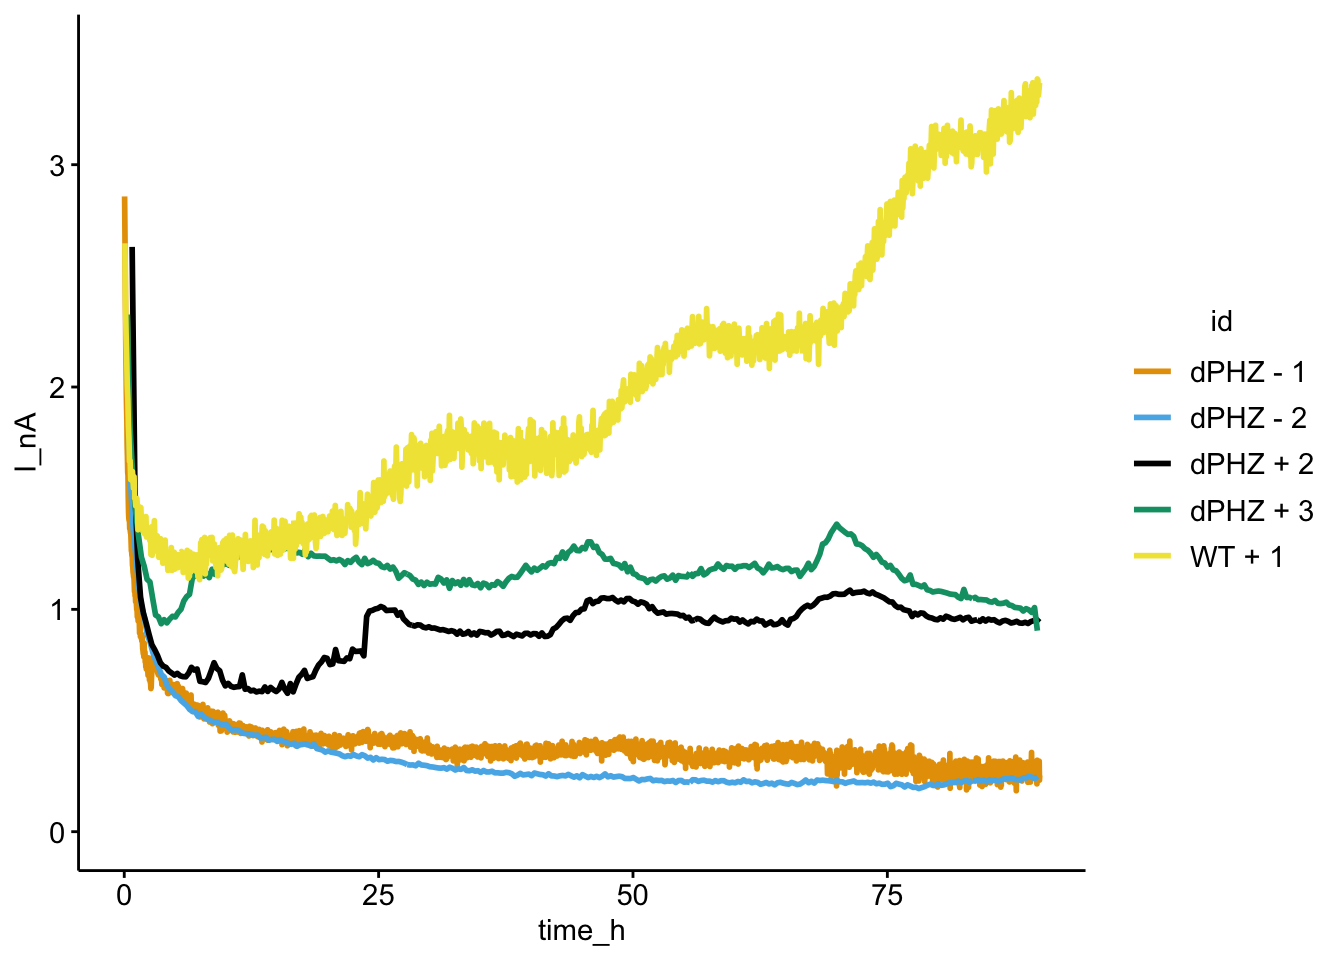 3
2
1
0
I_nA
0 25 50 75
time_h
id
dPHZ - 1
dPHZ - 2
dPHZ + 2
dPHZ + 3
WT + 1